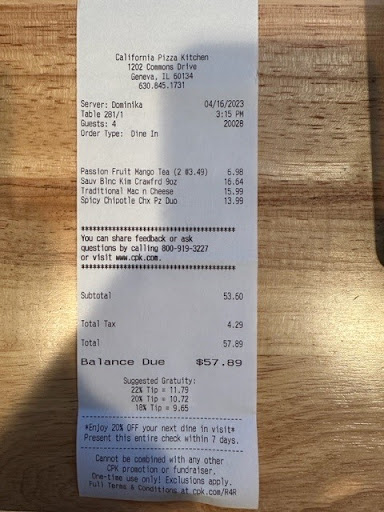 California Pizza Kitchen
1202 Commons Drive
Geneva, IL 60134
630.845.1731
Server: Dominika 04/16/2023
Table 281/1 3:15 PM
Guests: 4 20028
Order Type: Dine In
Passion Fruit Mango Tea (2 @3.49) 6.98
Sauv Blnc Kim Crawfrd 9oz 16.64
Traditional Mac n Cheese 15.99
Spicy Chipotle Chx Pz Duo 13.99
You can share feedback or ask
questions by calling 800-919-3227
or visit www.cpk.com.
Subtotal 53.60
Total Tax 4.29
Total 57.89
Balance Due $57.89
Suggested Gratuity:
22% Tip = 11.79
20% Tip = 10.72
18% Tip = 9.65
*Enjoy 20% OFF your next dine in visit*
Present this entire check within 7 days.
Cannot be combined with any other
CPK promotion or fundraiser.
One-time use only! Exclusions apply.
Full Terms & Conditions at cpk.com/R4R